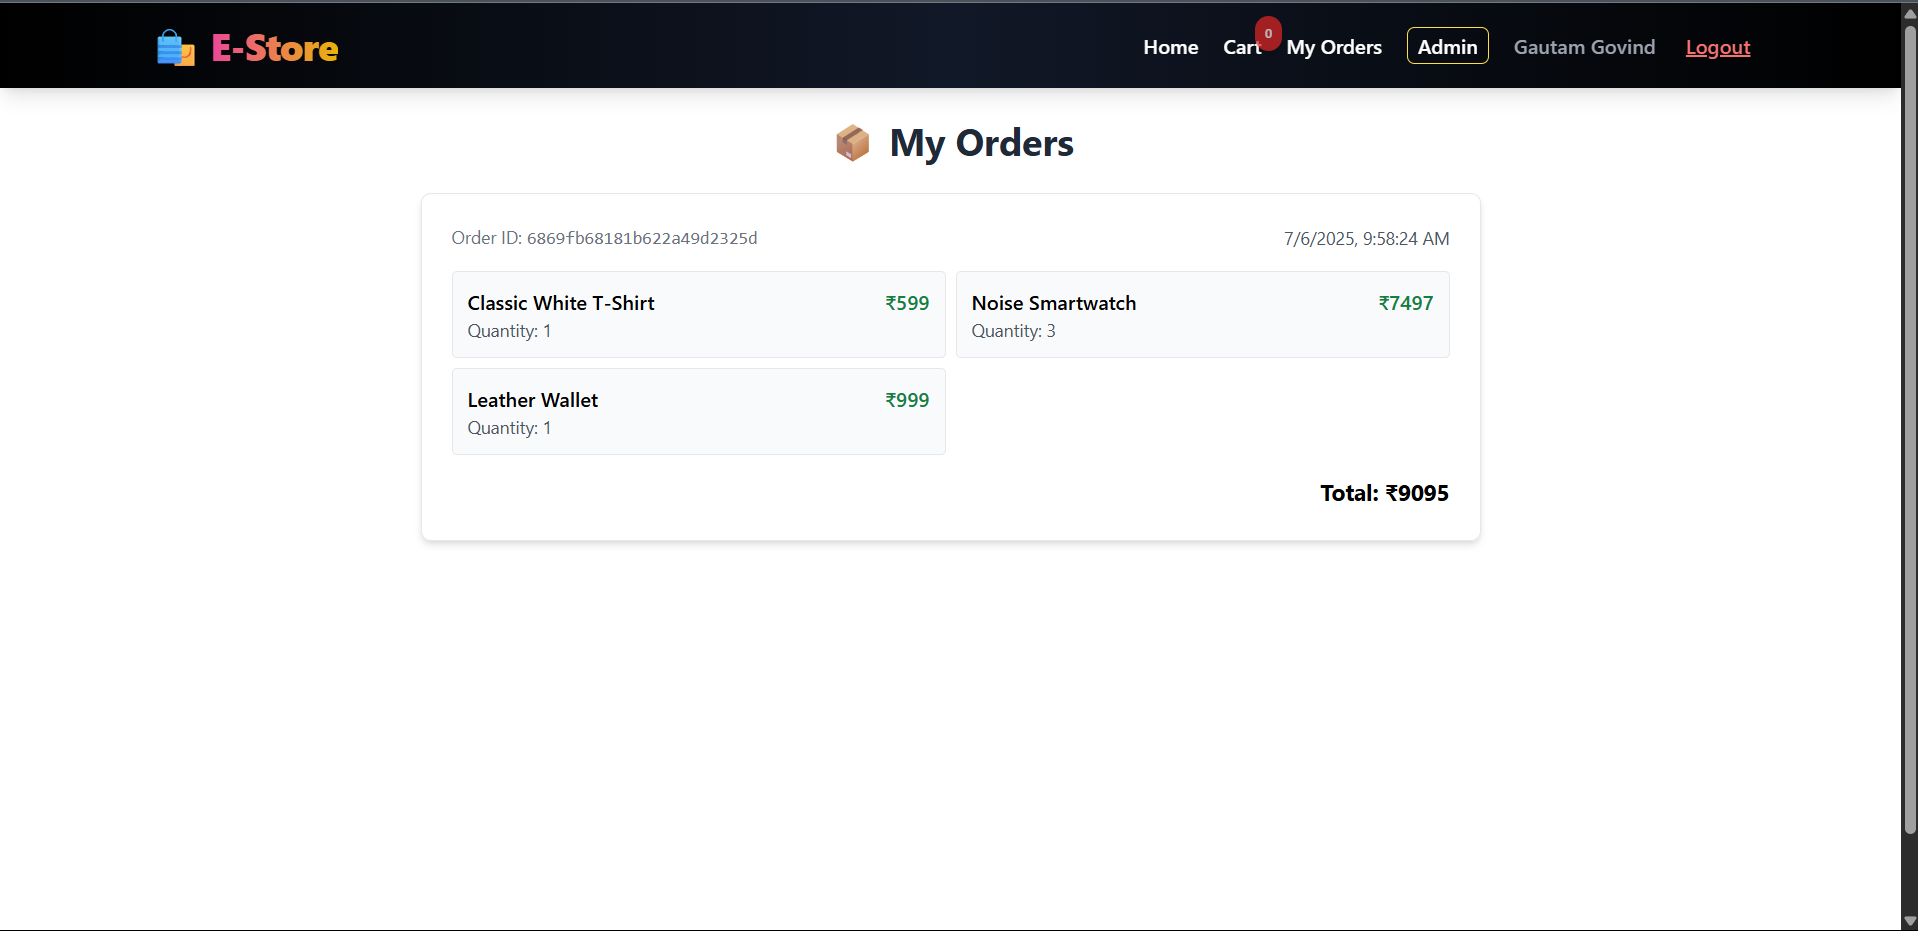 E-Store
Home Cart 0 My Orders Admin Gautam Govind Logout
My Orders
Order ID: 6869fb68181b622a49d2325d 7/6/2025, 9:58:24 AM
Classic White T-Shirt ₹599
Quantity: 1
Noise Smartwatch ₹7497
Quantity: 3
Leather Wallet ₹999
Quantity: 1
Total: ₹9095